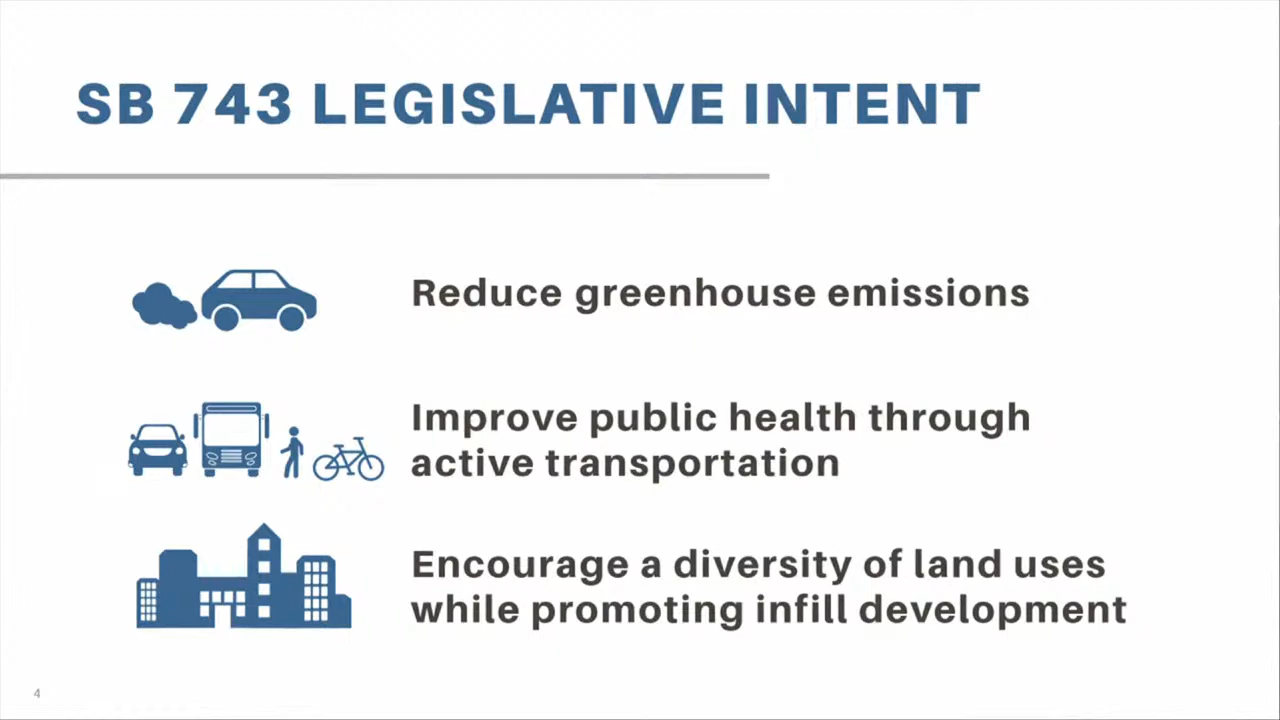 SB 743 LEGISLATIVE INTENT
Reduce greenhouse emissions
Improve public health through
active transportation
Encourage a diversity of land uses
while promoting infill development
4